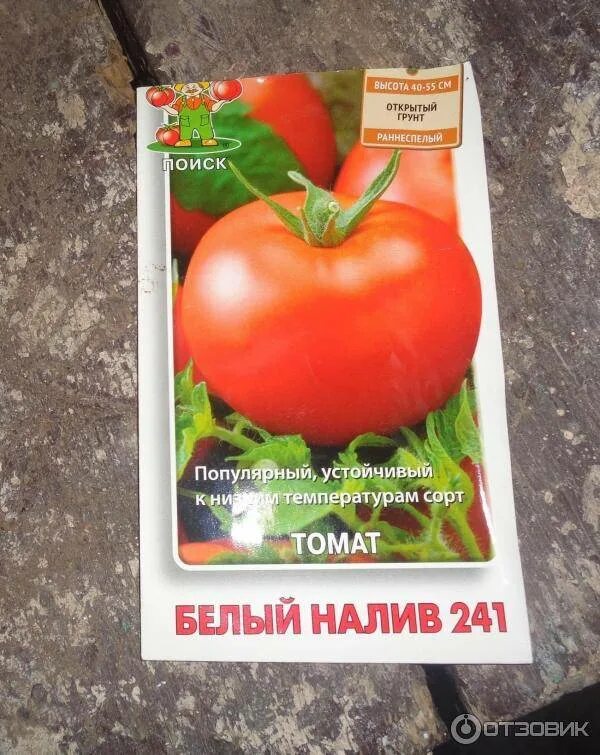 ВЫСОТА 40-55 СМ
ОТКРЫТЫЙ
ГРУНТ
РАННЕСПЕЛЫЙ
ПОИСК
Популярный, устойчивый
к низким температурам сорт
ТОМАТ
БЕЛЫЙ НАЛИВ 241
ОТЗОВИК